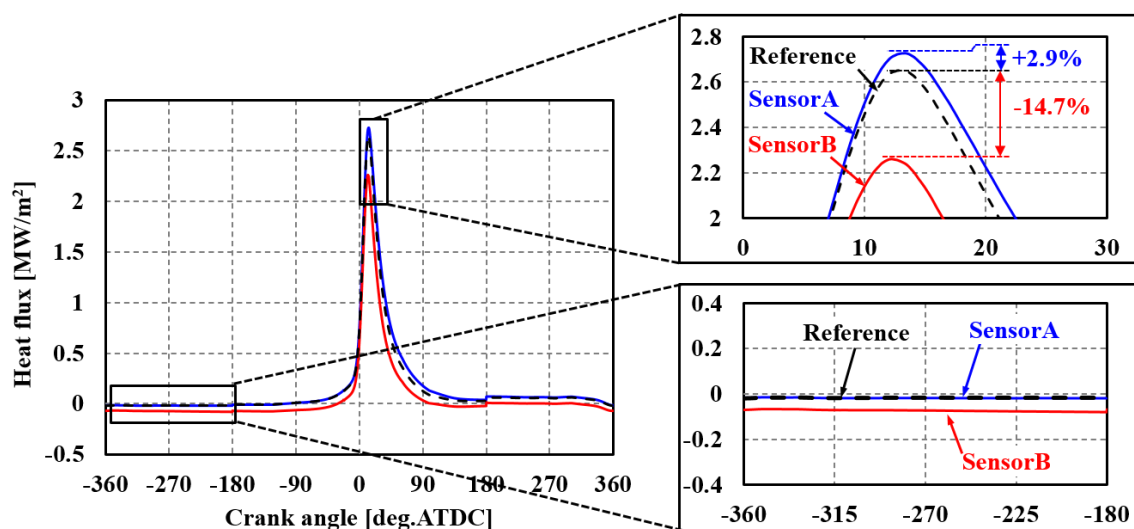 Heat flux [MW/m²]
3
2.5
2
1.5
1
0.5
0
-0.5
-360 -270 -180 -90 0 90 180 270 360
Crank angle [deg.ATDC]
2.8
2.6
2.4
2.2
2
Reference
SensorA
SensorB
+2.9%
-14.7%
0 10 20 30
0.4
0.2
0
-0.2
-0.4
Reference
SensorA
SensorB
-360 -315 -270 -225 -180